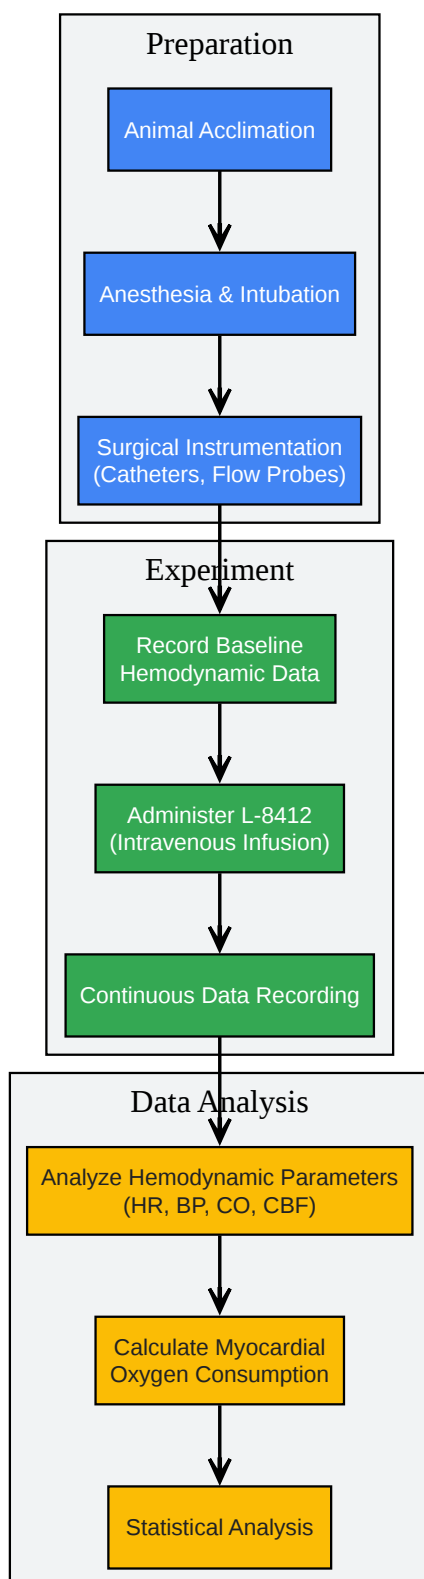 Preparation
Animal Acclimation
Anesthesia & Intubation
Surgical Instrumentation
(Catheters, Flow Probes)
Experiment
Record Baseline
Hemodynamic Data
Administer L-8412
(Intravenous Infusion)
Continuous Data Recording
Data Analysis
Analyze Hemodynamic Parameters
(HR, BP, CO, CBF)
Calculate Myocardial
Oxygen Consumption
Statistical Analysis